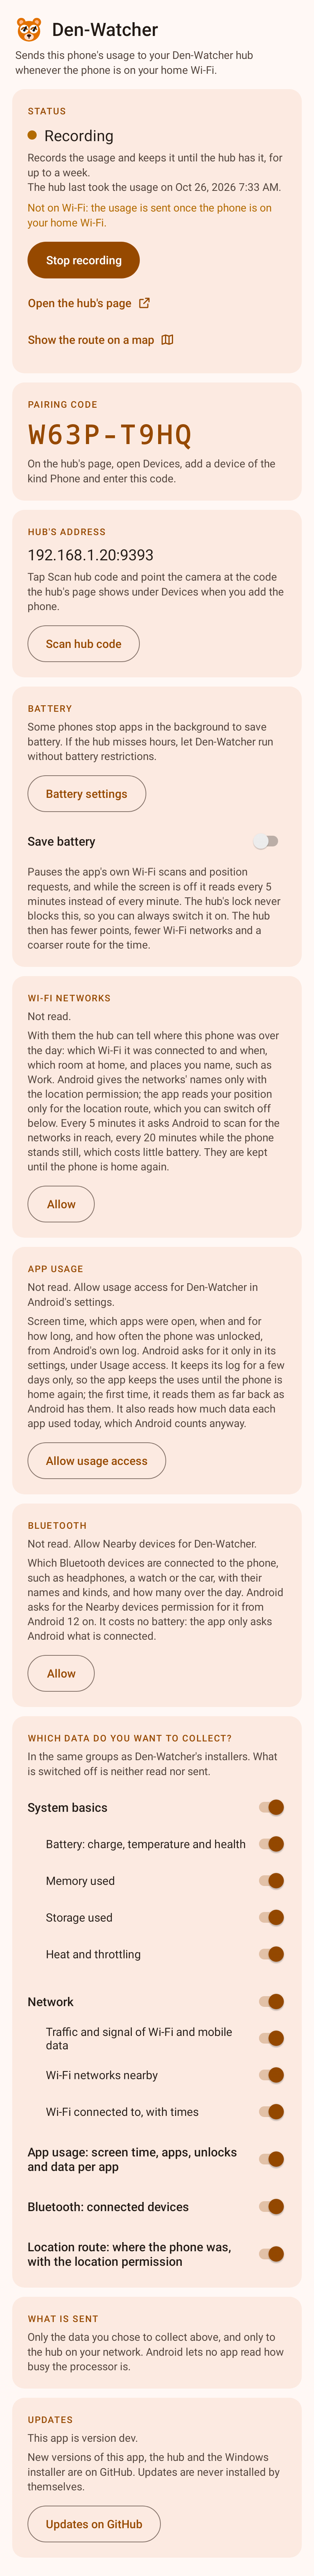 Den-Watcher
Sends this phone's usage to your Den-Watcher hub
whenever the phone is on your home Wi-Fi.
STATUS
Recording
Records the usage and keeps it until the hub has it, for
up to a week.
The hub last took the usage on Oct 26, 2026 7:33 AM.
Not on Wi-Fi: the usage is sent once the phone is on
your home Wi-Fi.
Stop recording
Open the hub's page
Show the route on a map
PAIRING CODE
W63P-T9HQ
On the hub's page, open Devices, add a device of the
kind Phone and enter this code.
HUB'S ADDRESS
192.168.1.20:9393
Tap Scan hub code and point the camera at the code
the hub's page shows under Devices when you add the
phone.
Scan hub code
BATTERY
Some phones stop apps in the background to save
battery. If the hub misses hours, let Den-Watcher run
without battery restrictions.
Battery settings
Save battery
Pauses the app's own Wi-Fi scans and position
requests, and while the screen is off it reads every 5
minutes instead of every minute. The hub's lock never
blocks this, so you can always switch it on. The hub
then has fewer points, fewer Wi-Fi networks and a
coarser route for the time.
WI-FI NETWORKS
Not read.
With them the hub can tell where this phone was over
the day: which Wi-Fi it was connected to and when,
which room at home, and places you name, such as
Work. Android gives the networks' names only with
the location permission; the app reads your position
only for the location route, which you can switch off
below. Every 5 minutes it asks Android to scan for the
networks in reach, every 20 minutes while the phone
stands still, which costs little battery. They are kept
until the phone is home again.
Allow
APP USAGE
Not read. Allow usage access for Den-Watcher in
Android's settings.
Screen time, which apps were open, when and for
how long, and how often the phone was unlocked,
from Android's own log. Android asks for it only in its
settings, under Usage access. It keeps its log for a few
days only, so the app keeps the uses until the phone is
home again; the first time, it reads them as far back as
Android has them. It also reads how much data each
app used today, which Android counts anyway.
Allow usage access
BLUETOOTH
Not read. Allow Nearby devices for Den-Watcher.
Which Bluetooth devices are connected to the phone,
such as headphones, a watch or the car, with their
names and kinds, and how many over the day. Android
asks for the Nearby devices permission for it from
Android 12 on. It costs no battery: the app only asks
Android what is connected.
Allow
WHICH DATA DO YOU WANT TO COLLECT?
In the same groups as Den-Watcher's installers. What
is switched off is neither read nor sent.
System basics
Battery: charge, temperature and health
Memory used
Storage used
Heat and throttling
Network
Traffic and signal of Wi-Fi and mobile
data
Wi-Fi networks nearby
Wi-Fi connected to, with times
App usage: screen time, apps, unlocks
and data per app
Bluetooth: connected devices
Location route: where the phone was,
with the location permission
WHAT IS SENT
Only the data you chose to collect above, and only to
the hub on your network. Android lets no app read how
busy the processor is.
UPDATES
This app is version dev.
New versions of this app, the hub and the Windows
installer are on GitHub. Updates are never installed by
themselves.
Updates on GitHub